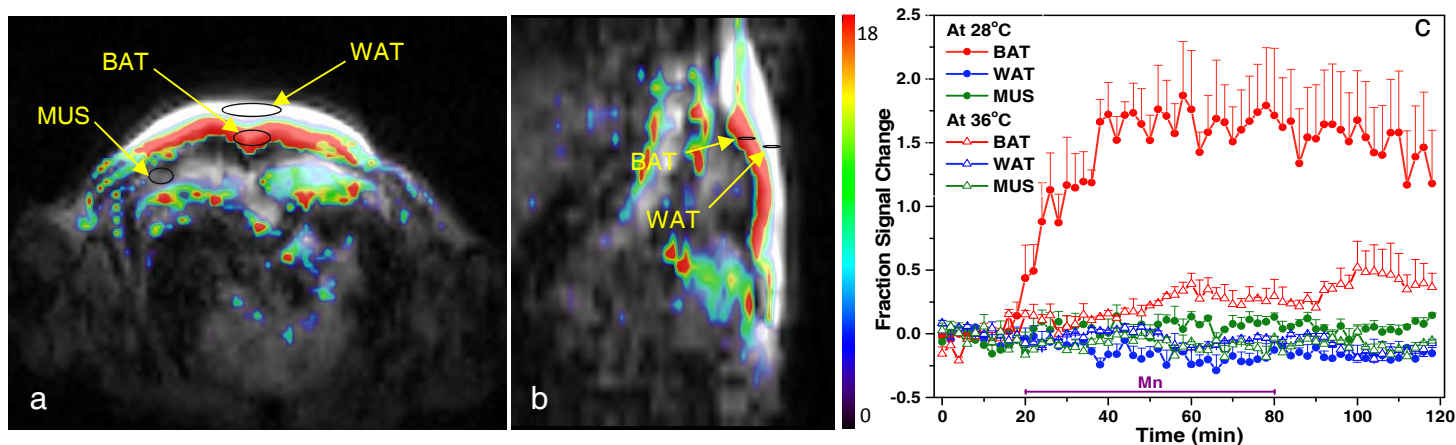 BAT
WAT
MUS
a
BAT
WAT
b
18
0
C
At 28°C
BAT
WAT
MUS
At 36°C
BAT
WAT
MUS
Fraction Signal Change
2.5
2.0
1.5
1.0
0.5
0.0
-0.5
Mn
0 20 40 60 80 100 120
Time (min)